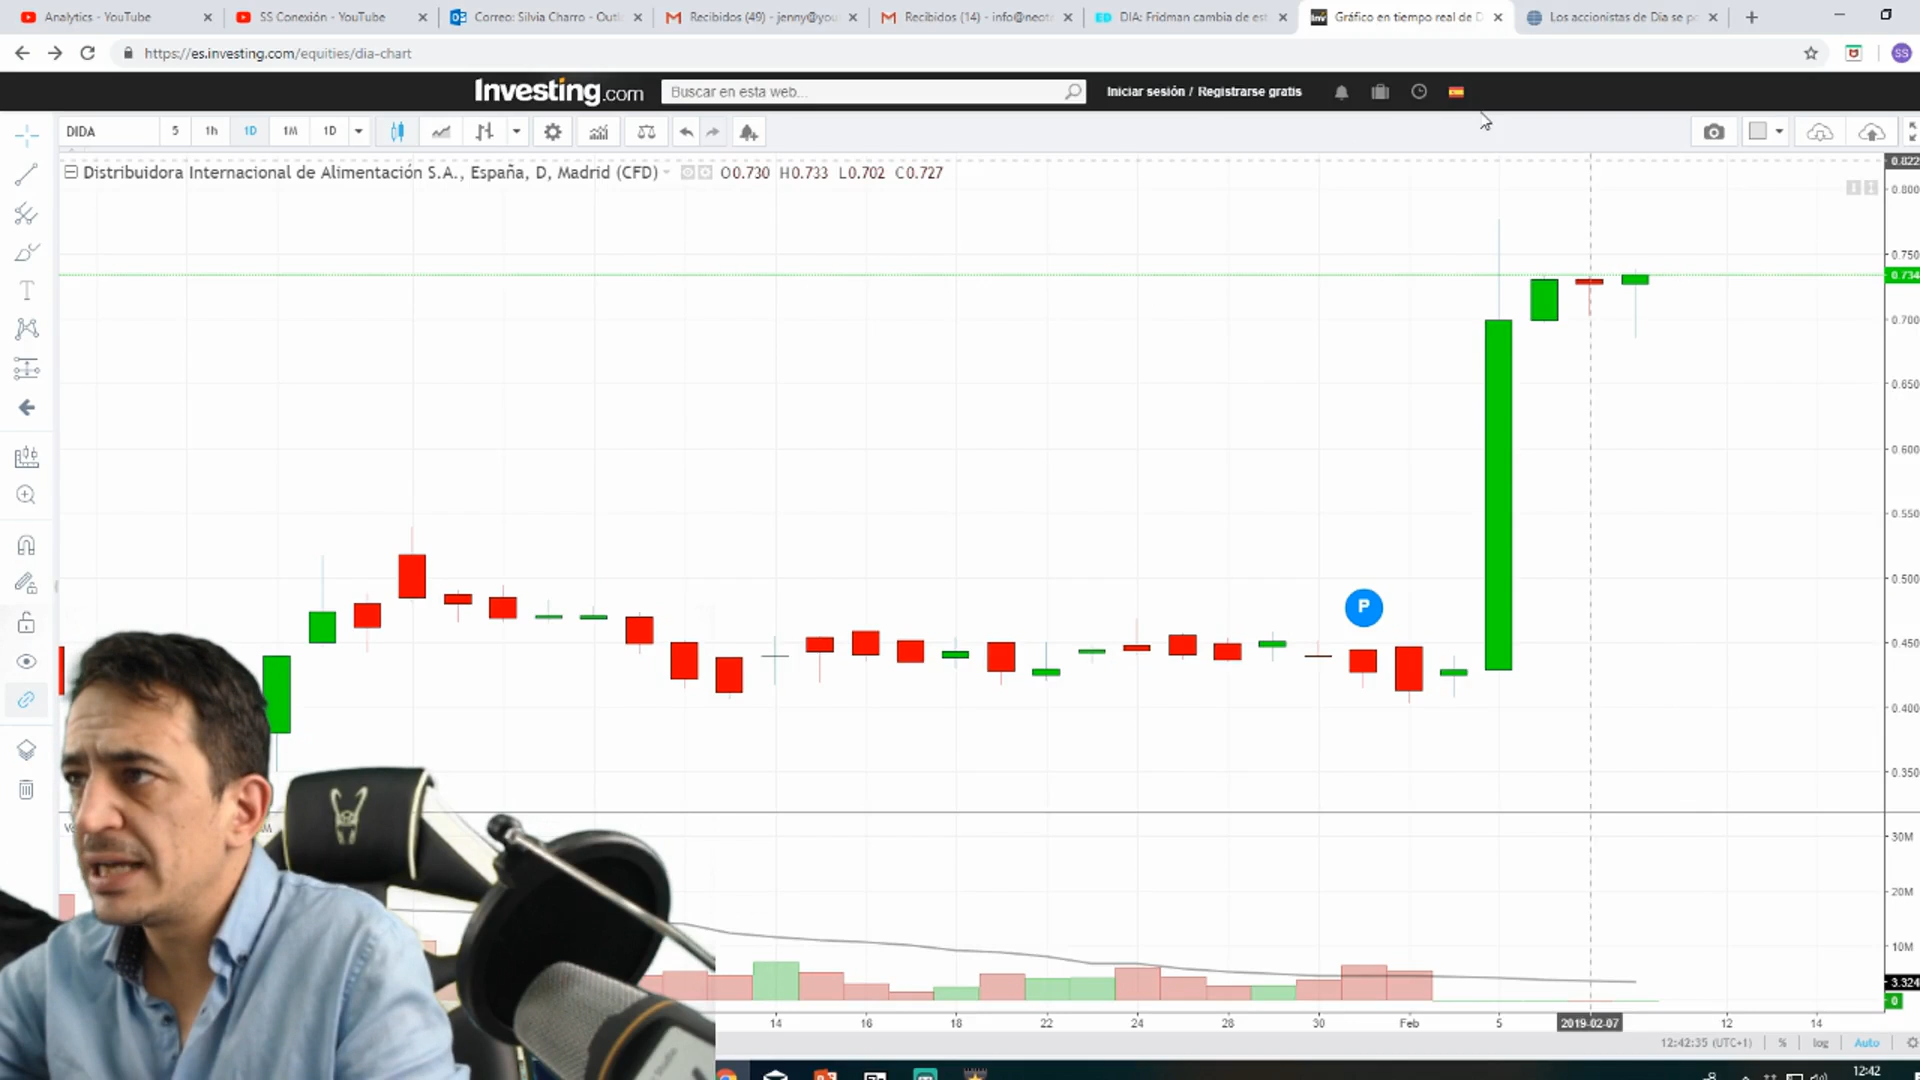 Analytics - YouTube
SS Conexión - YouTube
Correo: Silvia Charro - Outl
Recibidos (49) - jenny@you
Recibidos (14) - info@neotr
DIA: Fridman cambia de est
Gráfico en tiempo real de D
Los accionistas de Dia se p
https://es.investing.com/equities/dia-chart
SS
Investing.com
Buscar en esta web...
Iniciar sesión / Registrarse gratis
DIDA
5
1h
1D
1M
1D
Distribuidora Internacional de Alimentación S.A., España, D, Madrid (CFD)
O0.730 H0.733 L0.702 C0.727
0.822
0.800
0.750
0.734
0.700
0.650
0.600
0.550
0.500
0.450
0.400
0.350
P
30M
20M
10M
3.324
0
14
16
18
22
24
28
30
Feb
5
2019-02-07
12
14
12:42:35 (UTC+1)
%
log
Auto
12:42